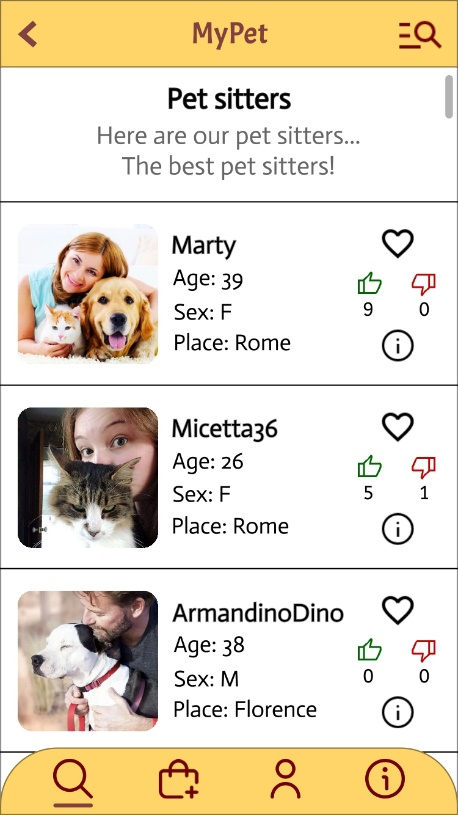 MyPet
Pet sitters
Here are our pet sitters...
The best pet sitters!
Marty
Age: 39
Sex: F
9
0
Place: Rome
Micetta36
Age: 26
Sex: F
5
1
Place: Rome
ArmandinoDino
Age: 38
Sex: M
0
0
Place: Florence